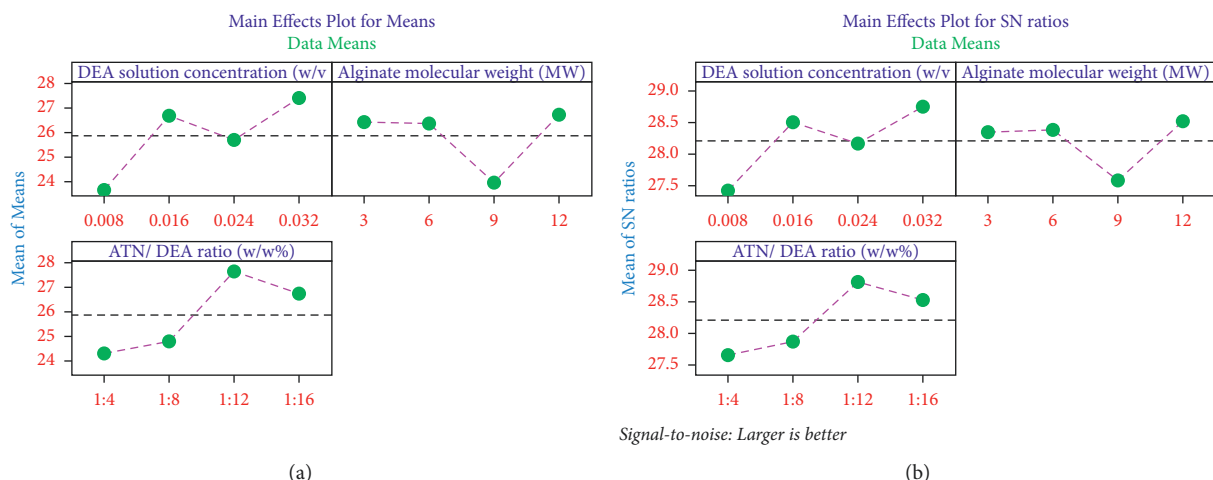 Main Effects Plot for Means
Data Means
DEA solution concentration (w/v
Alginate molecular weight (MW)
28
27
26
25
24
0.008 0.016 0.024 0.032
3 6 9 12
ATN/ DEA ratio (w/w%)
28
27
26
25
24
1:4 1:8 1:12 1:16
Mean of Means
(a)
Main Effects Plot for SN ratios
Data Means
DEA solution concentration (w/v
Alginate molecular weight (MW)
29.0
28.5
28.0
27.5
0.008 0.016 0.024 0.032
3 6 9 12
ATN/ DEA ratio (w/w%)
29.0
28.5
28.0
27.5
1:4 1:8 1:12 1:16
Mean of SN ratios
Signal-to-noise: Larger is better
(b)